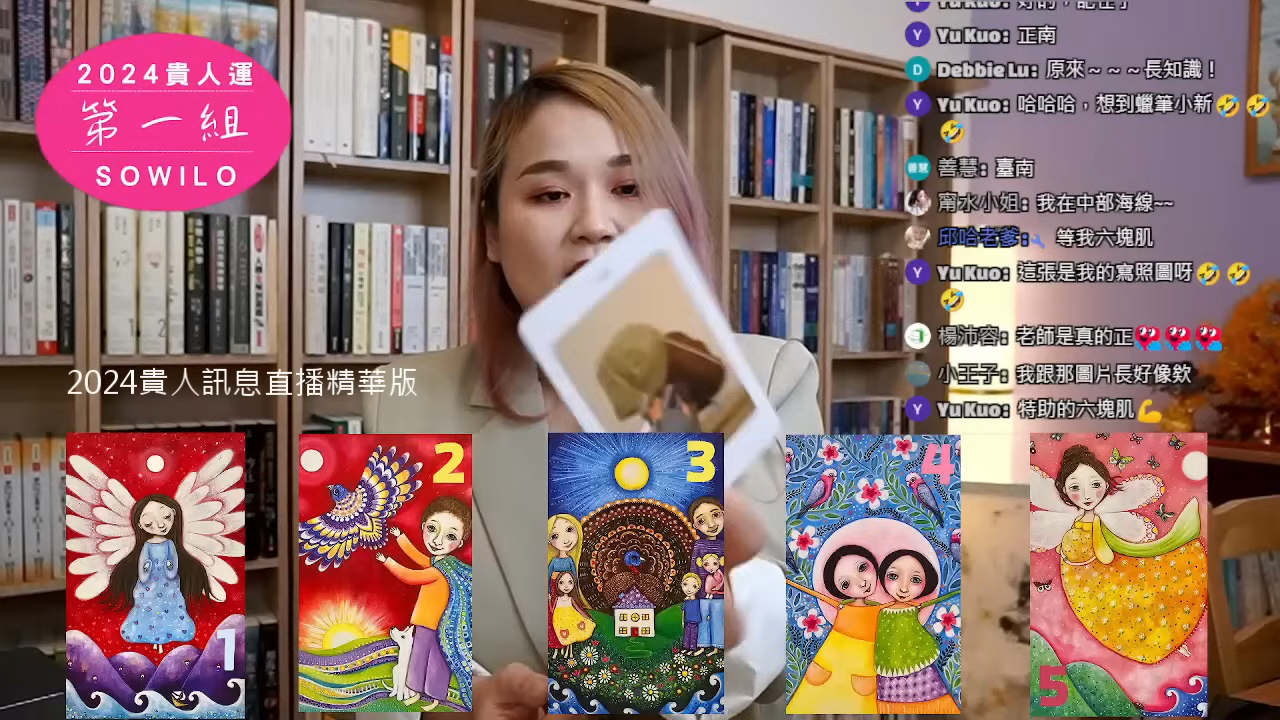 2024貴人運
第一組
SOWILO
2024貴人訊息直播精華版
Yu Kuo: 正南
Debbie Lu: 原來~~~長知識！
Yu Kuo: 哈哈哈，想到蠟筆小新🤣🤣
🤣
善慧: 臺南
甯水小姐: 我在中部海線~~
邱哈老爹: 等我六塊肌
Yu Kuo: 這張是我的寫照圖呀🤣🤣
🤣
楊沛容: 老師是真的正
小王子: 我跟那圖片長好像欸
Yu Kuo: 特助的六塊肌💪
1
2
3
4
5